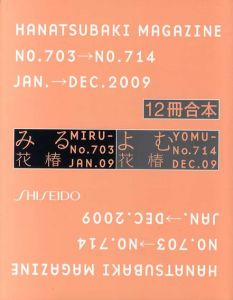 HANATSUBAKI MAGAZINE
NO.703→NO.714
JAN.→DEC.2009
12冊合本
みる MIRU-
花椿 No.703
JAN.09
よむ YOMU-
花椿 No.714
DEC.09
SHISEIDO
JAN.→DEC.2009
NO.703→NO.714
HANATSUBAKI MAGAZINE